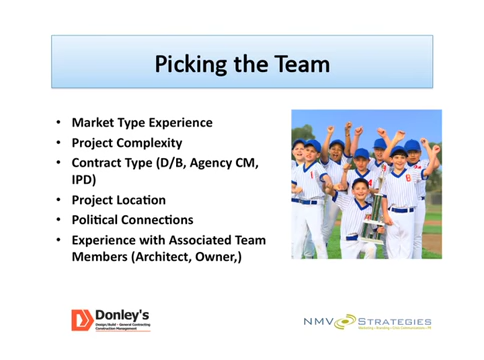 Picking the Team
• Market Type Experience
• Project Complexity
• Contract Type (D/B, Agency CM,
IPD)
• Project Location
• Political Connections
• Experience with Associated Team
Members (Architect, Owner,)
Donley's
Design/Build - General Contracting
Construction Management
NMV STRATEGIES